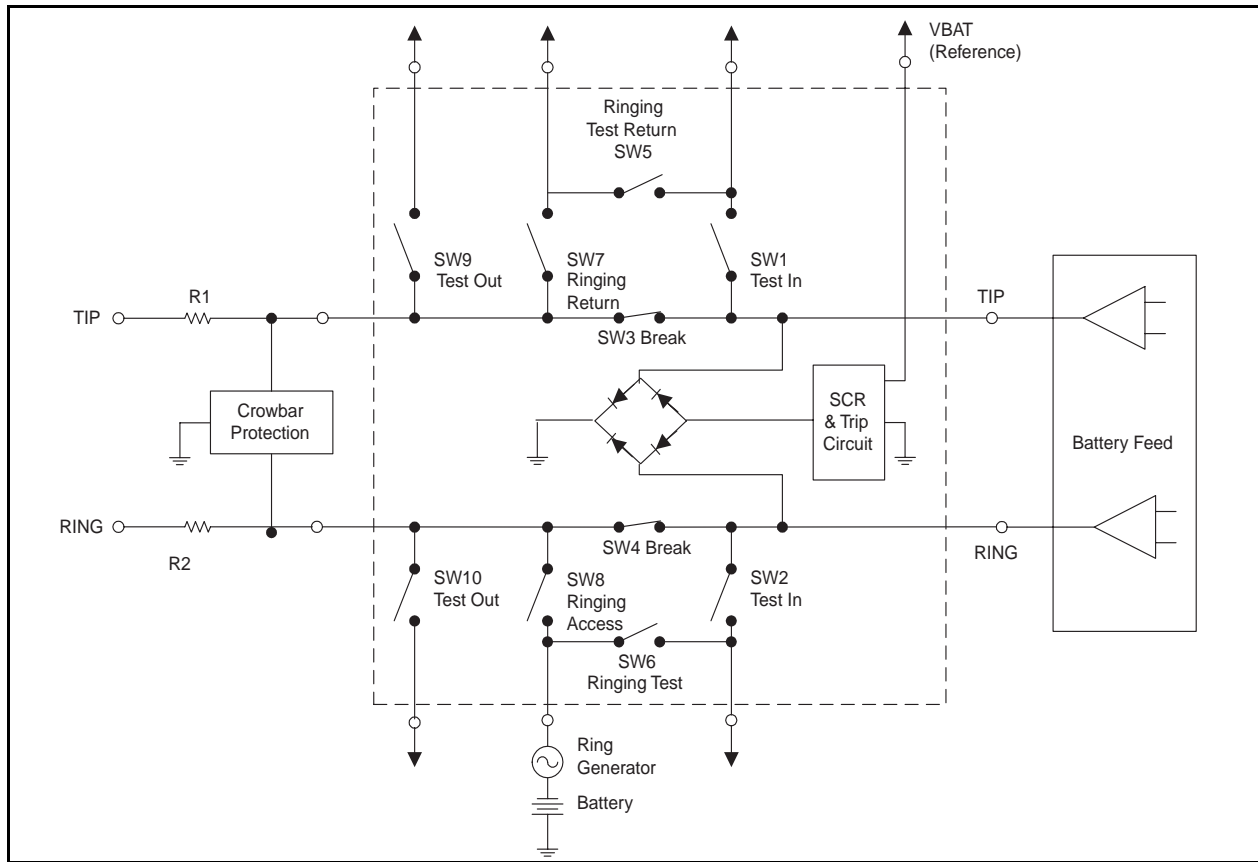 VBAT
(Reference)
Ringing
Test Return
SW5
SW9
Test Out
SW7
Ringing
Return
SW1
Test In
R1
TIP
SW3 Break
TIP
Crowbar
Protection
SCR
& Trip
Circuit
Battery Feed
RING
R2
SW4 Break
RING
SW10
Test Out
SW8
Ringing
Access
SW2
Test In
SW6
Ringing Test
Ring
Generator
Battery